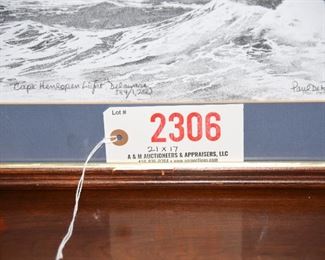 Cape Henlopen Light Delaware
Paul
Lot #
2306
21 x 17
A & M AUCTIONEERS & APPRAISERS, LLC